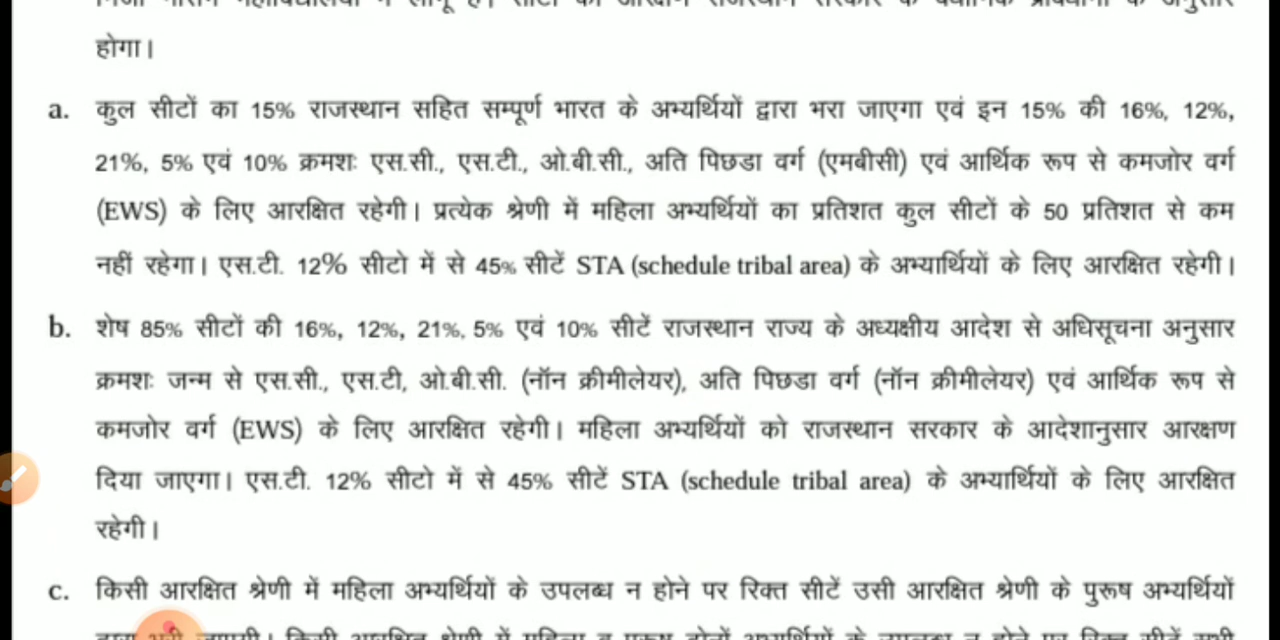 होगा।
a. कुल सीटों का 15% राजस्थान सहित सम्पूर्ण भारत के अभ्यर्थियों द्वारा भरा जाएगा एवं इन 15% की 16%, 12%,
21%, 5% एवं 10% क्रमशः एस.सी., एस.टी., ओ.बी.सी., अति पिछडा वर्ग (एमबीसी) एवं आर्थिक रूप से कमजोर वर्ग
(EWS) के लिए आरक्षित रहेगी। प्रत्येक श्रेणी में महिला अभ्यर्थियों का प्रतिशत कुल सीटों के 50 प्रतिशत से कम
नहीं रहेगा। एस.टी. 12% सीटो में से 45% सीटें STA (schedule tribal area) के अभ्यार्थियों के लिए आरक्षित रहेगी।
b. शेष 85% सीटों की 16%, 12%, 21%, 5% एवं 10% सीटें राजस्थान राज्य के अध्यक्षीय आदेश से अधिसूचना अनुसार
क्रमशः जन्म से एस.सी., एस.टी, ओ.बी.सी. (नॉन क्रीमीलेयर), अति पिछडा वर्ग (नॉन क्रीमीलेयर) एवं आर्थिक रूप से
कमजोर वर्ग (EWS) के लिए आरक्षित रहेगी। महिला अभ्यर्थियों को राजस्थान सरकार के आदेशानुसार आरक्षण
दिया जाएगा। एस.टी. 12% सीटो में से 45% सीटें STA (schedule tribal area) के अभ्यार्थियों के लिए आरक्षित
रहेगी।
c. किसी आरक्षित श्रेणी में महिला अभ्यर्थियों के उपलब्ध न होने पर रिक्त सीटें उसी आरक्षित श्रेणी के पुरूष अभ्यर्थियों